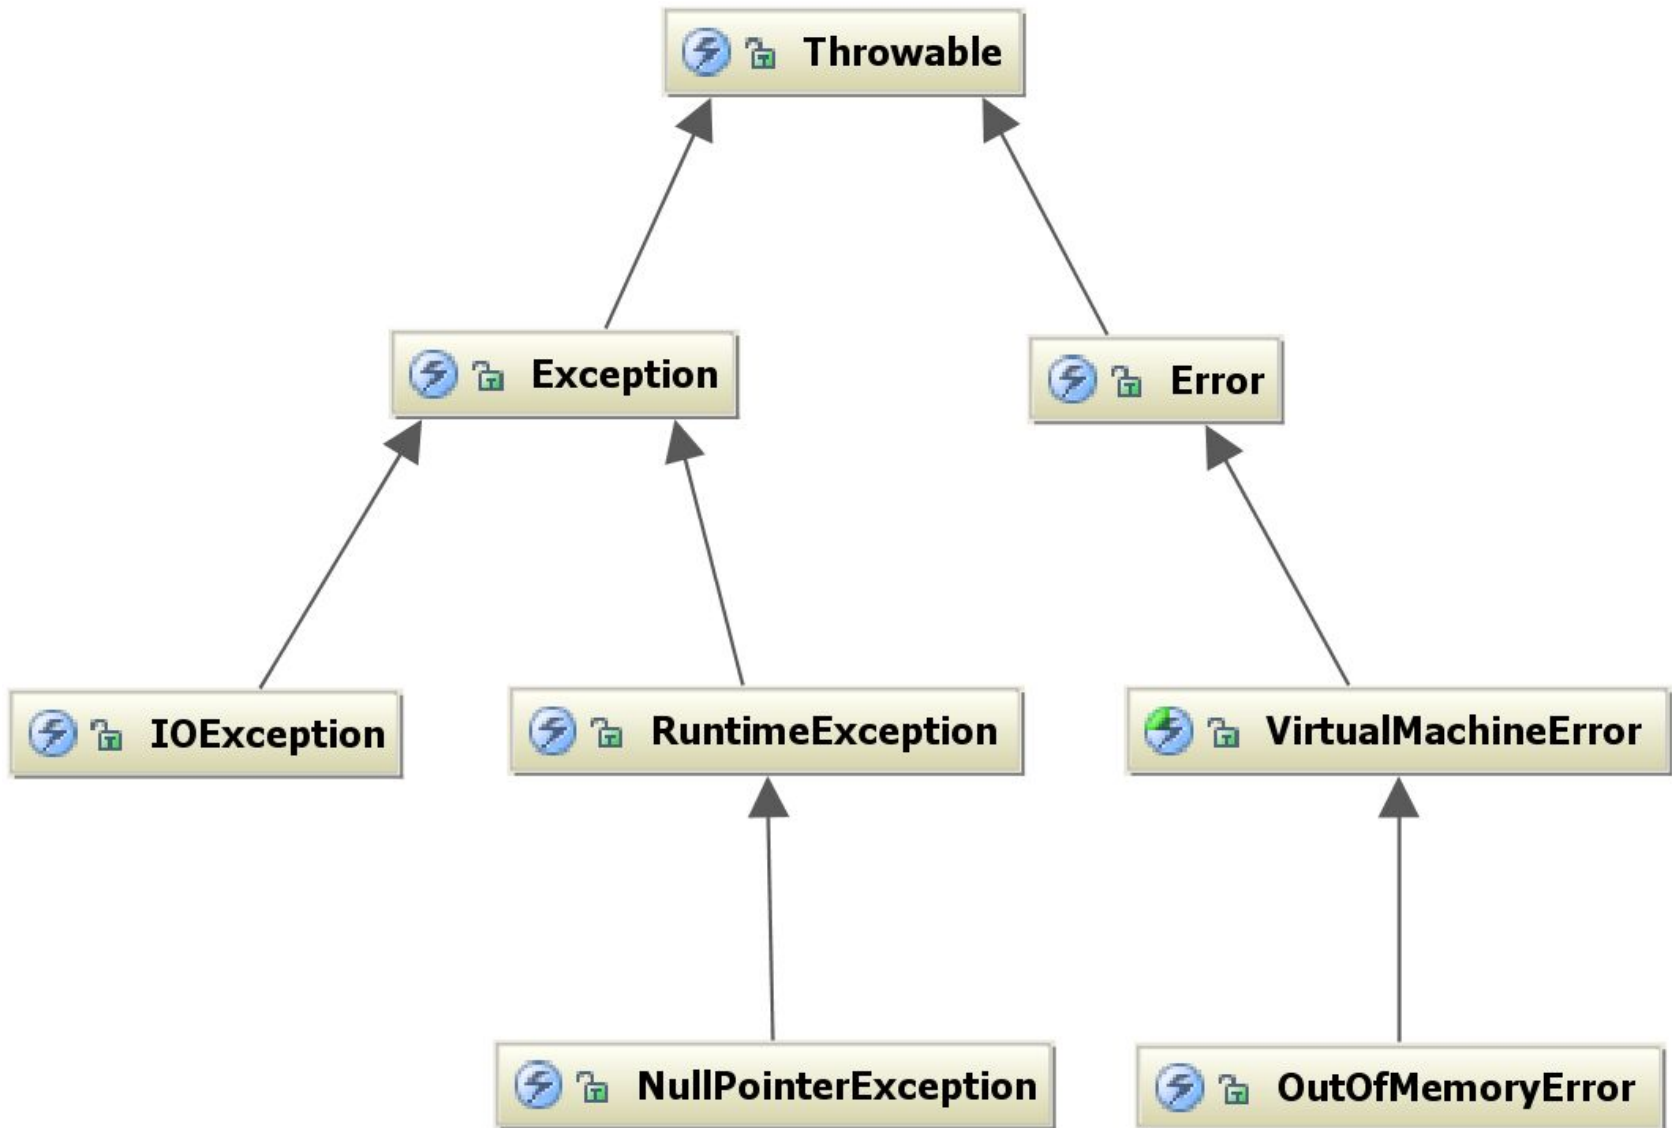 Throwable
Exception
Error
IOException
RuntimeException
VirtualMachineError
NullPointerException
OutOfMemoryError